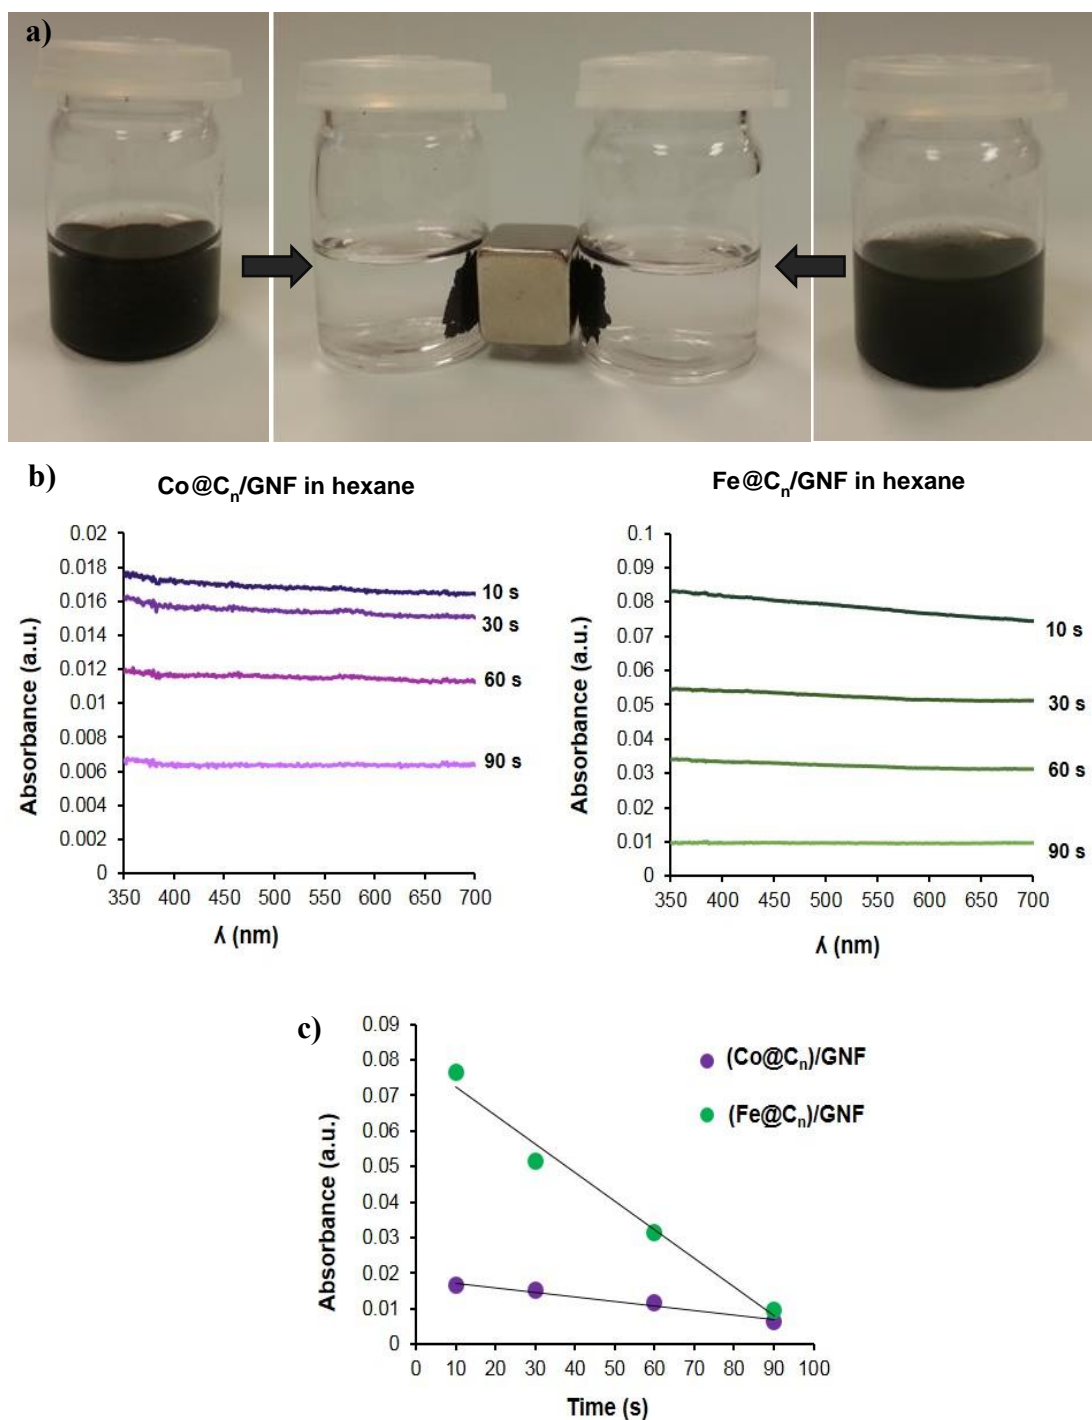 a)
b)
Co@Cn/GNF in hexane
Absorbance (a.u.)
0.02
0.018
0.016
0.014
0.012
0.01
0.008
0.006
0.004
0.002
0
350 400 450 500 550 600 650 700
ʎ (nm)
10 s
30 s
60 s
90 s
Fe@Cn/GNF in hexane
Absorbance (a.u.)
0.1
0.09
0.08
0.07
0.06
0.05
0.04
0.03
0.02
0.01
0
350 400 450 500 550 600 650 700
ʎ (nm)
10 s
30 s
60 s
90 s
c)
Absorbance (a.u.)
0.09
0.08
0.07
0.06
0.05
0.04
0.03
0.02
0.01
0
0 10 20 30 40 50 60 70 80 90 100
Time (s)
(Co@Cn)/GNF
(Fe@Cn)/GNF